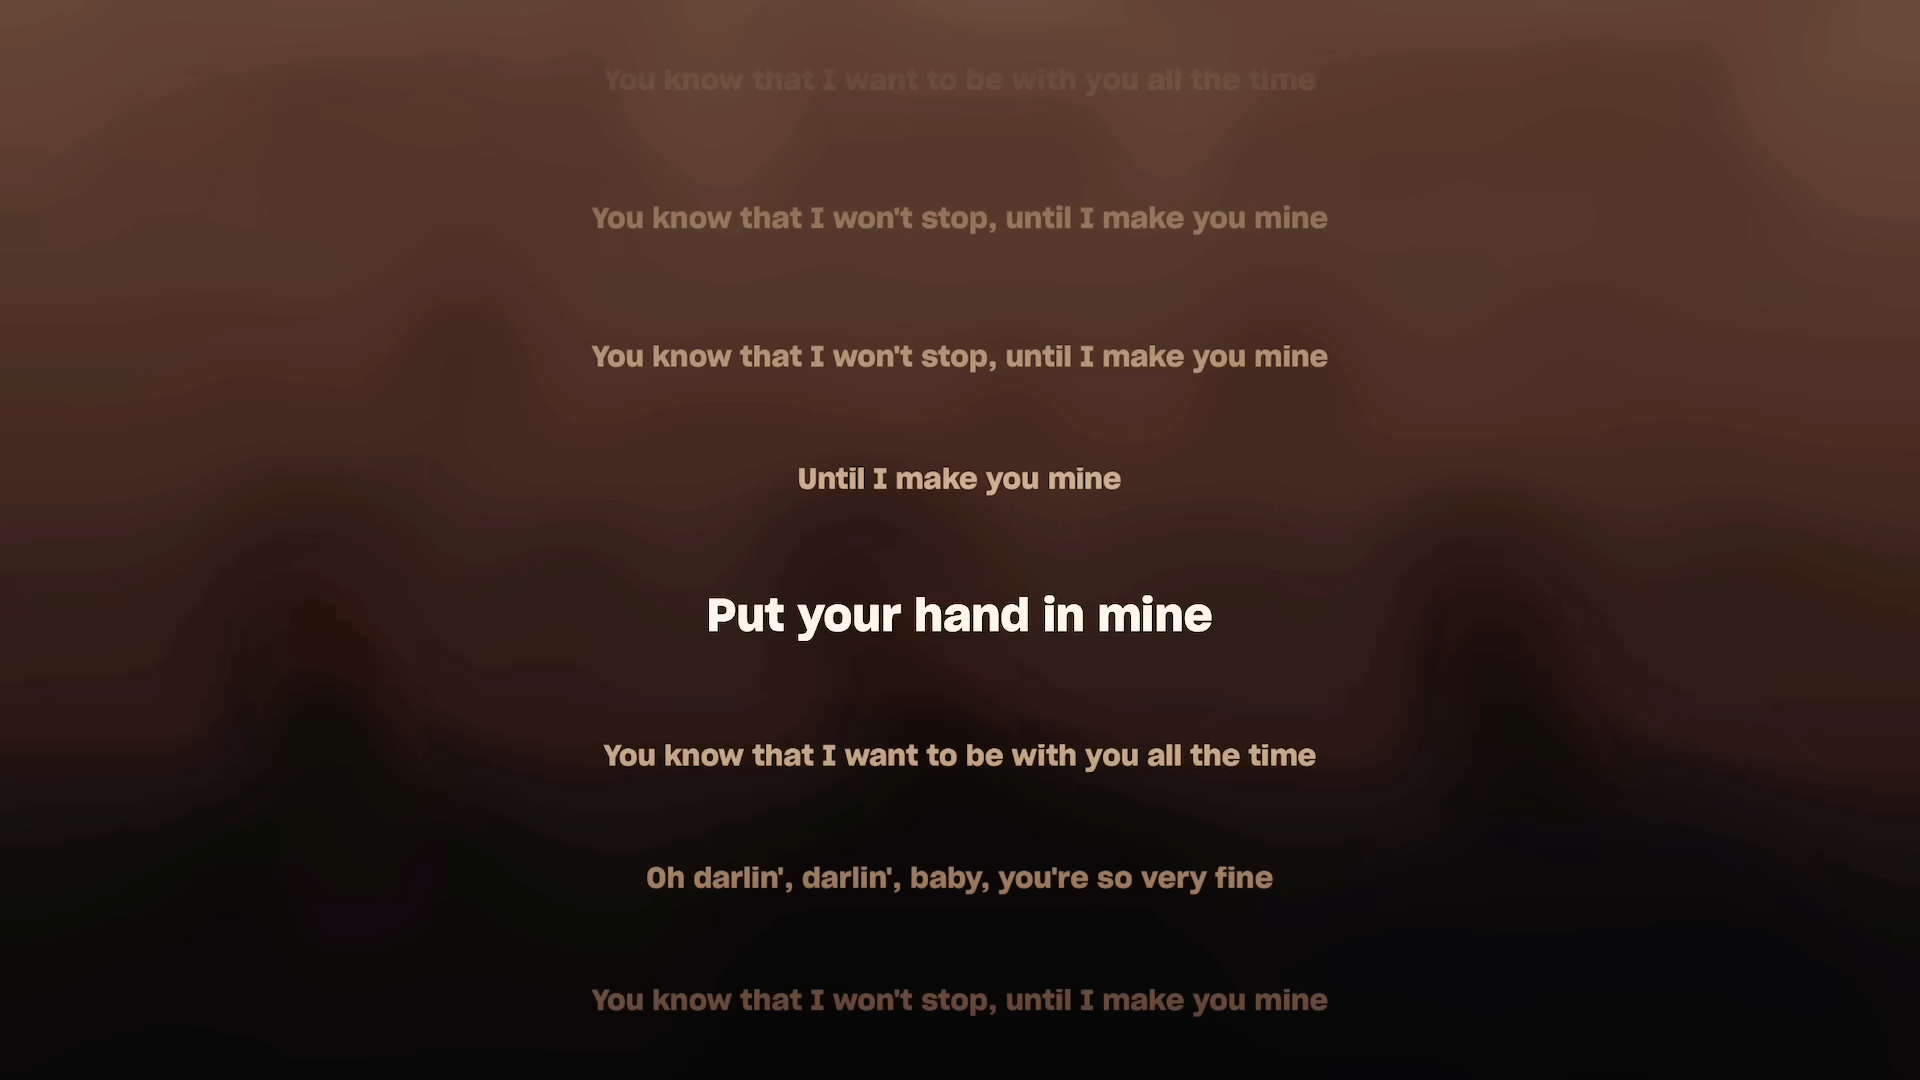 You know that I want to be with you all the time
You know that I won't stop, until I make you mine
You know that I won't stop, until I make you mine
Until I make you mine
Put your hand in mine
You know that I want to be with you all the time
Oh darlin', darlin', baby, you're so very fine
You know that I won't stop, until I make you mine